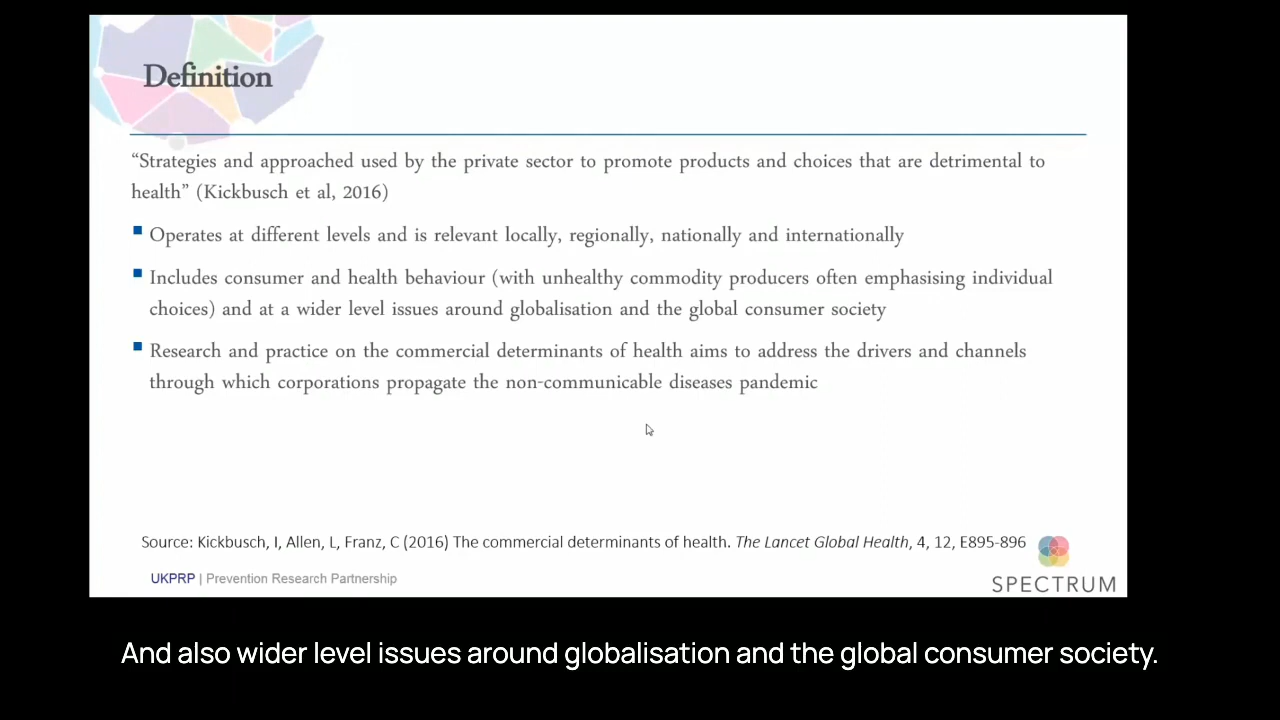 Definition
“Strategies and approached used by the private sector to promote products and choices that are detrimental to
health” (Kickbusch et al, 2016)
Operates at different levels and is relevant locally, regionally, nationally and internationally
Includes consumer and health behaviour (with unhealthy commodity producers often emphasising individual
choices) and at a wider level issues around globalisation and the global consumer society
Research and practice on the commercial determinants of health aims to address the drivers and channels
through which corporations propagate the non-communicable diseases pandemic
Source: Kickbusch, I, Allen, L, Franz, C (2016) The commercial determinants of health. The Lancet Global Health, 4, 12, E895-896
UKPRP | Prevention Research Partnership
SPECTRUM
And also wider level issues around globalisation and the global consumer society.